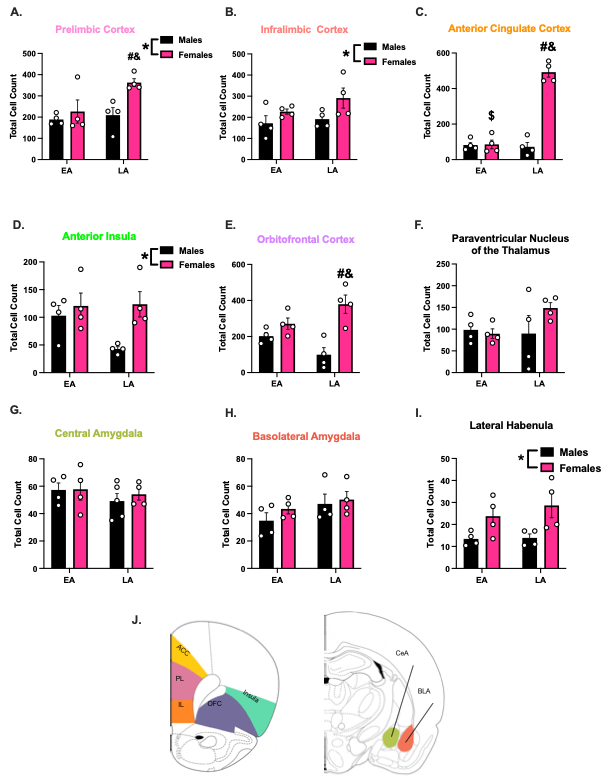 A.
Prelimbic Cortex
Total Cell Count
500
400
300
200
100
0
EA
LA
#&
*
Males
Females
B.
Infralimbic Cortex
Total Cell Count
500
400
300
200
100
0
EA
LA
*
Males
Females
C.
Anterior Cingulate Cortex
Total Cell Count
600
400
200
0
EA
LA
$
#&
D.
Anterior Insula
Total Cell Count
200
150
100
50
0
EA
LA
*
Males
Females
E.
Orbitofrontal Cortex
Total Cell Count
600
400
200
0
EA
LA
#&
F.
Paraventricular Nucleus
of the Thalamus
Total Cell Count
250
200
150
100
50
0
EA
LA
G.
Central Amygdala
Total Cell Count
80
60
40
20
0
EA
LA
H.
Basolateral Amygdala
Total Cell Count
80
60
40
20
0
EA
LA
I.
Lateral Habenula
Total Cell Count
50
40
30
20
10
0
EA
LA
*
Males
Females
J.
ACC
PL
IL
OFC
Insula
CeA
BLA